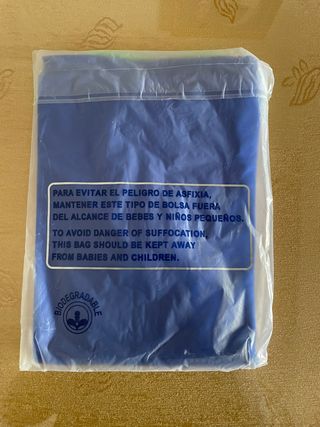 PARA EVITAR EL PELIGRO DE ASFIXIA,
MANTENER ESTE TIPO DE BOLSA FUERA
DEL ALCANCE DE BEBES Y NIÑOS PEQUEÑOS.
TO AVOID DANGER OF SUFFOCATION,
THIS BAG SHOULD BE KEPT AWAY
FROM BABIES AND CHILDREN.
BIODEGRADABLE